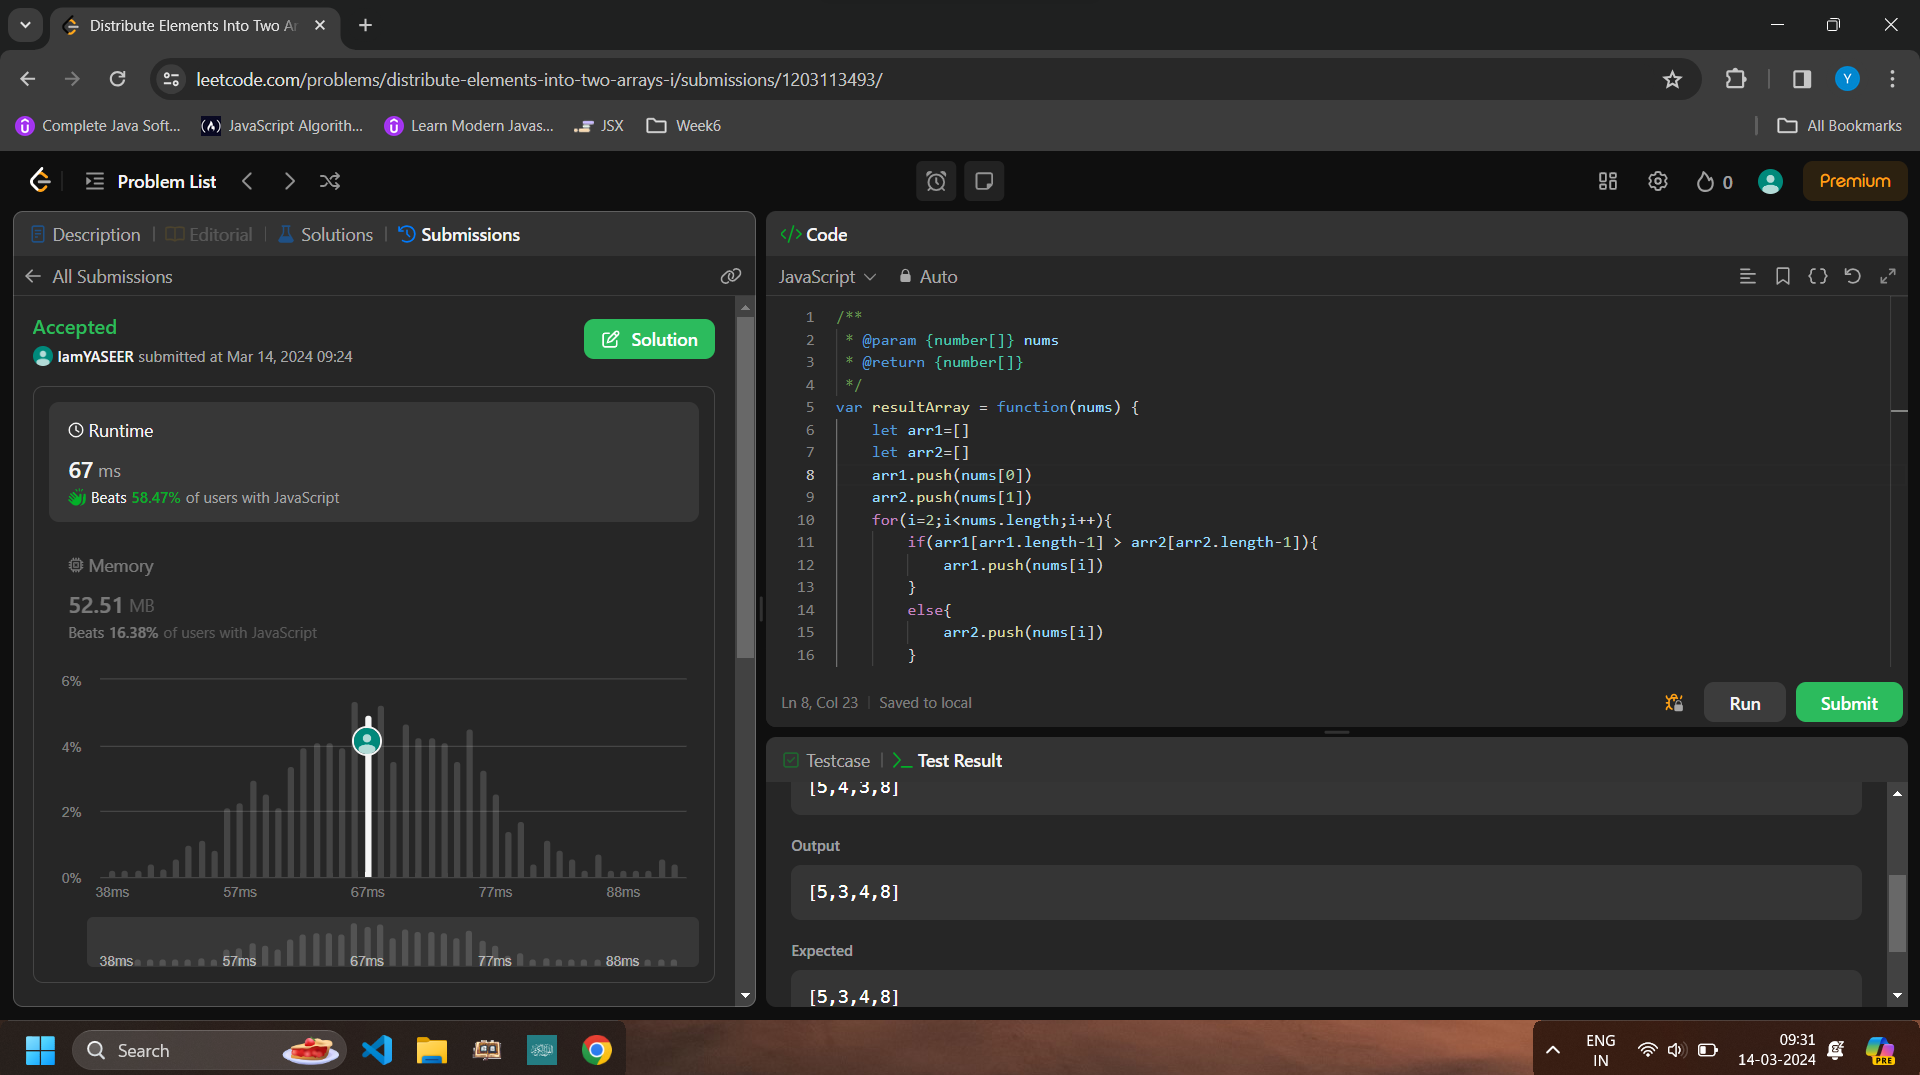 Distribute Elements Into Two Ar
leetcode.com/problems/distribute-elements-into-two-arrays-i/submissions/1203113493/
Y
Complete Java Soft...
JavaScript Algorith...
Learn Modern Javas...
JSX
Week6
All Bookmarks
Problem List
0
Premium
Description
Editorial
Solutions
Submissions
All Submissions
Accepted
IamYASEER submitted at Mar 14, 2024 09:24
Solution
Runtime
67 ms
Beats 58.47% of users with JavaScript
Memory
52.51 MB
Beats 16.38% of users with JavaScript
6%
4%
2%
0%
38ms 57ms 67ms 77ms 88ms
38ms 57ms 67ms 77ms 88ms
</> Code
JavaScript
Auto
1 /**
2 * @param {number[]} nums
3 * @return {number[]}
4 */
5 var resultArray = function(nums) {
6 let arr1=[]
7 let arr2=[]
8 arr1.push(nums[0])
9 arr2.push(nums[1])
10 for(i=2;i<nums.length;i++){
11 if(arr1[arr1.length-1] > arr2[arr2.length-1]){
12 arr1.push(nums[i])
13 }
14 else{
15 arr2.push(nums[i])
16 }
Ln 8, Col 23
Saved to local
Run
Submit
Testcase
Test Result
[5,4,3,8]
Output
[5,3,4,8]
Expected
[5,3,4,8]
Search
ENG
IN
09:31
14-03-2024
PRE